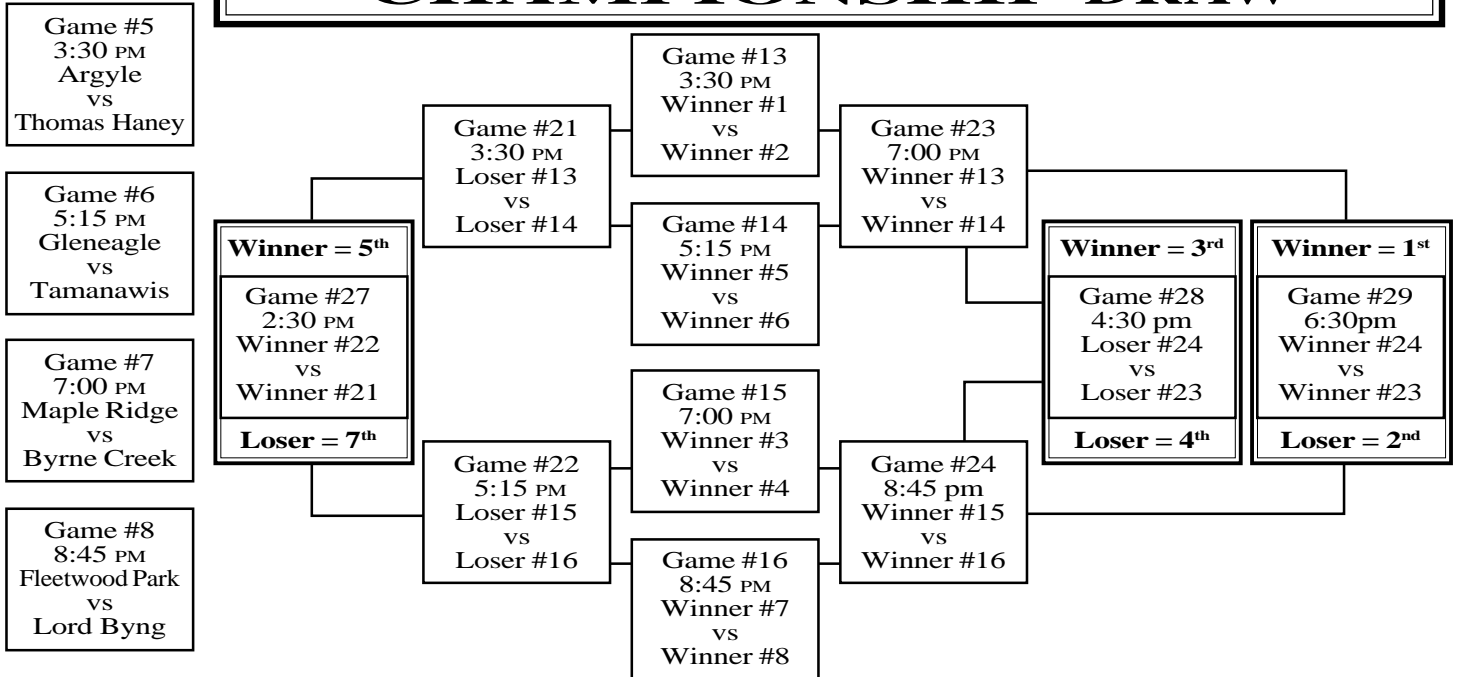 CHAMPIONSHIP DRAW
Game #5
3:30 PM
Argyle
vs
Thomas Haney
Game #6
5:15 PM
Gleneagle
vs
Tamanawis
Game #7
7:00 PM
Maple Ridge
vs
Byrne Creek
Game #8
8:45 PM
Fleetwood Park
vs
Lord Byng
Winner = 5th
Game #27
2:30 PM
Winner #22
vs
Winner #21
Loser = 7th
Game #21
3:30 PM
Loser #13
vs
Loser #14
Game #22
5:15 PM
Loser #15
vs
Loser #16
Game #13
3:30 PM
Winner #1
vs
Winner #2
Game #14
5:15 PM
Winner #5
vs
Winner #6
Game #15
7:00 PM
Winner #3
vs
Winner #4
Game #16
8:45 PM
Winner #7
vs
Winner #8
Game #23
7:00 PM
Winner #13
vs
Winner #14
Game #24
8:45 pm
Winner #15
vs
Winner #16
Winner = 3rd
Game #28
4:30 pm
Loser #24
vs
Loser #23
Loser = 4th
Winner = 1st
Game #29
6:30pm
Winner #24
vs
Winner #23
Loser = 2nd